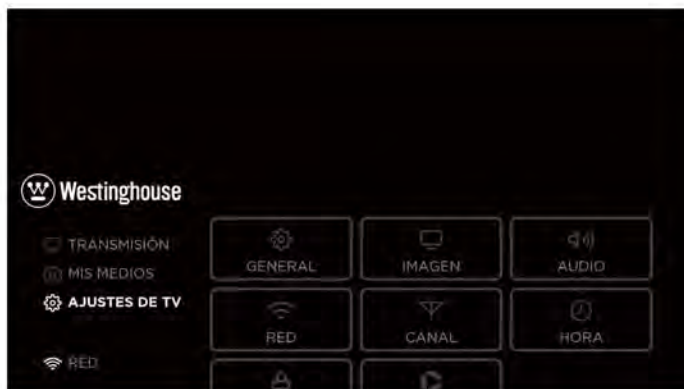 Westinghouse
TRANSMISIÓN
MIS MEDIOS
AJUSTES DE TV
RED
GENERAL
IMAGEN
AUDIO
RED
CANAL
HORA